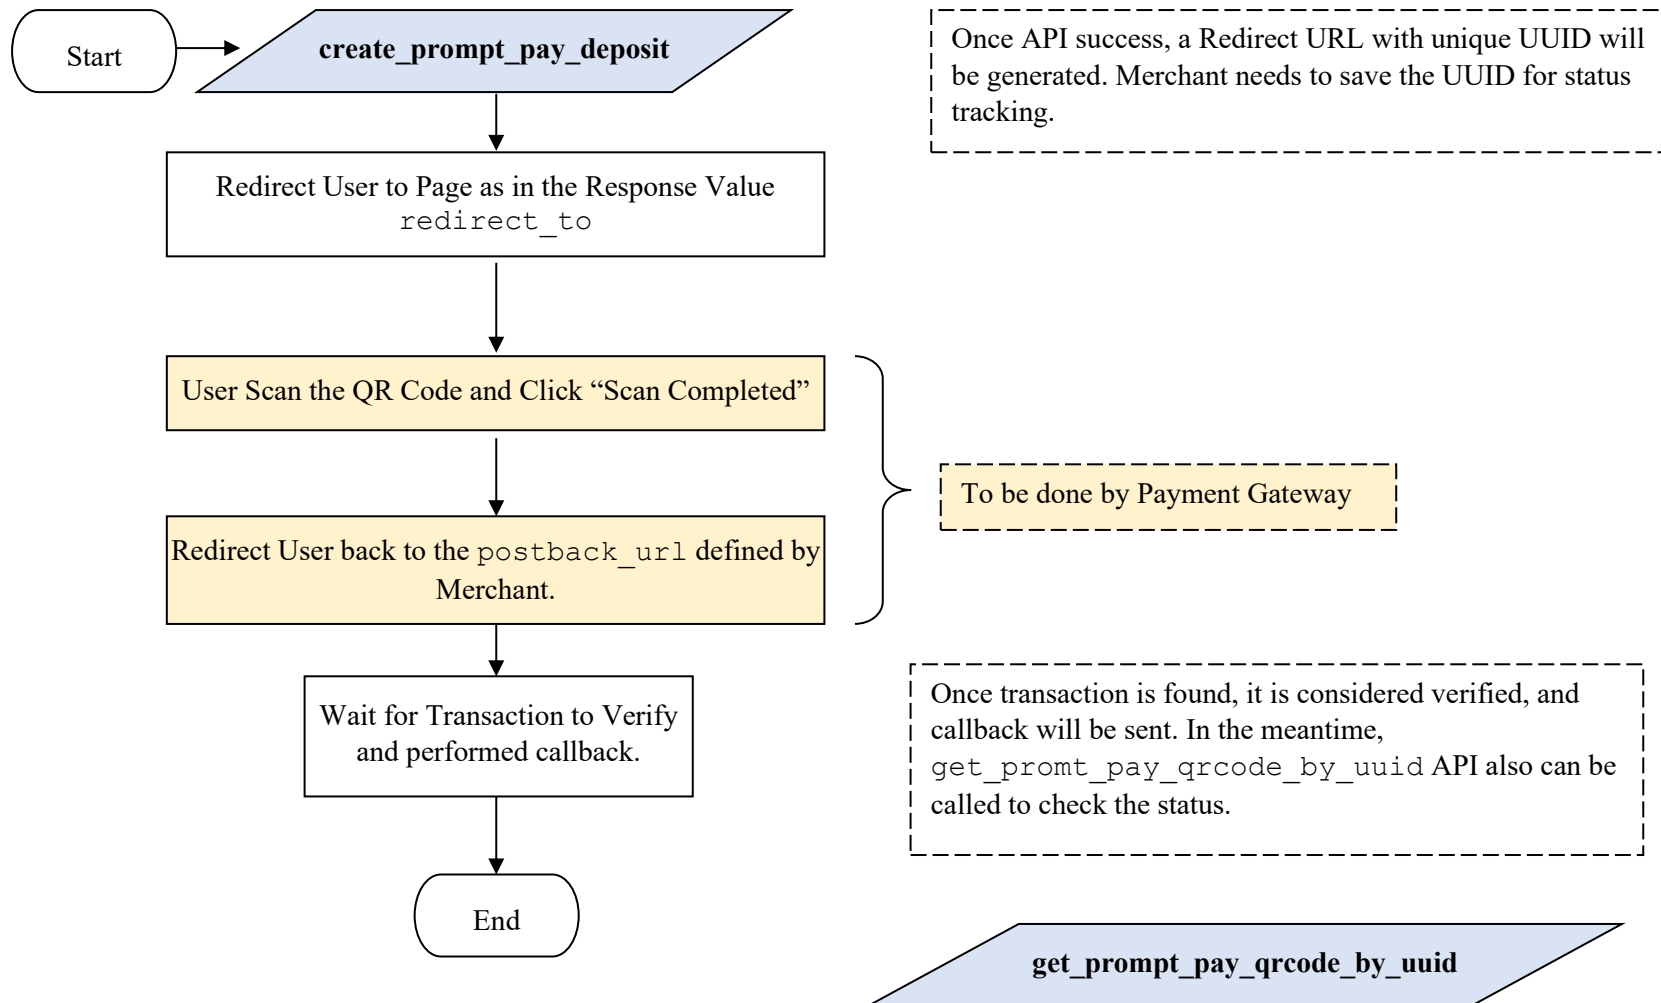 Start
create_prompt_pay_deposit
Once API success, a Redirect URL with unique UUID will
be generated. Merchant needs to save the UUID for status
tracking.
Redirect User to Page as in the Response Value
redirect_to
User Scan the QR Code and Click “Scan Completed”
To be done by Payment Gateway
Redirect User back to the postback_url defined by
Merchant.
Wait for Transaction to Verify
and performed callback.
Once transaction is found, it is considered verified, and
callback will be sent. In the meantime,
get_promt_pay_qrcode_by_uuid API also can be
called to check the status.
End
get_prompt_pay_qrcode_by_uuid